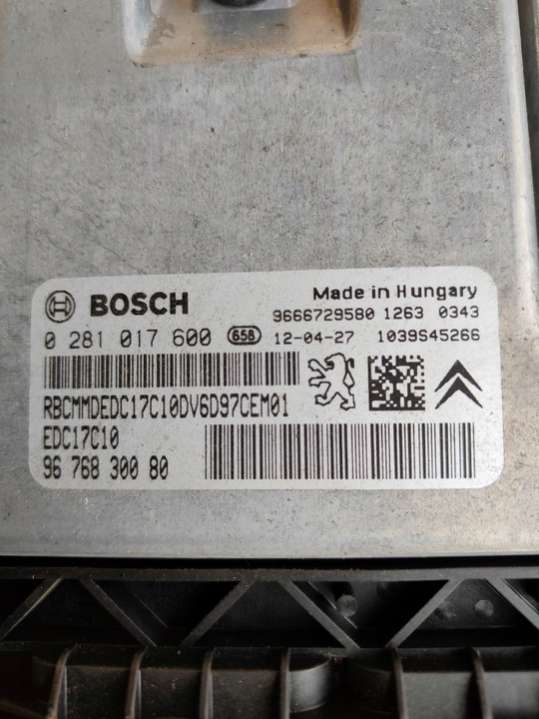 BOSCH
Made in Hungary
0 281 017 600 658
9666729580 1263 0343
12-04-27 1039S45266
RBCMMDEDC17C10DV6D97CEM01
EDC17C10
96 768 300 80